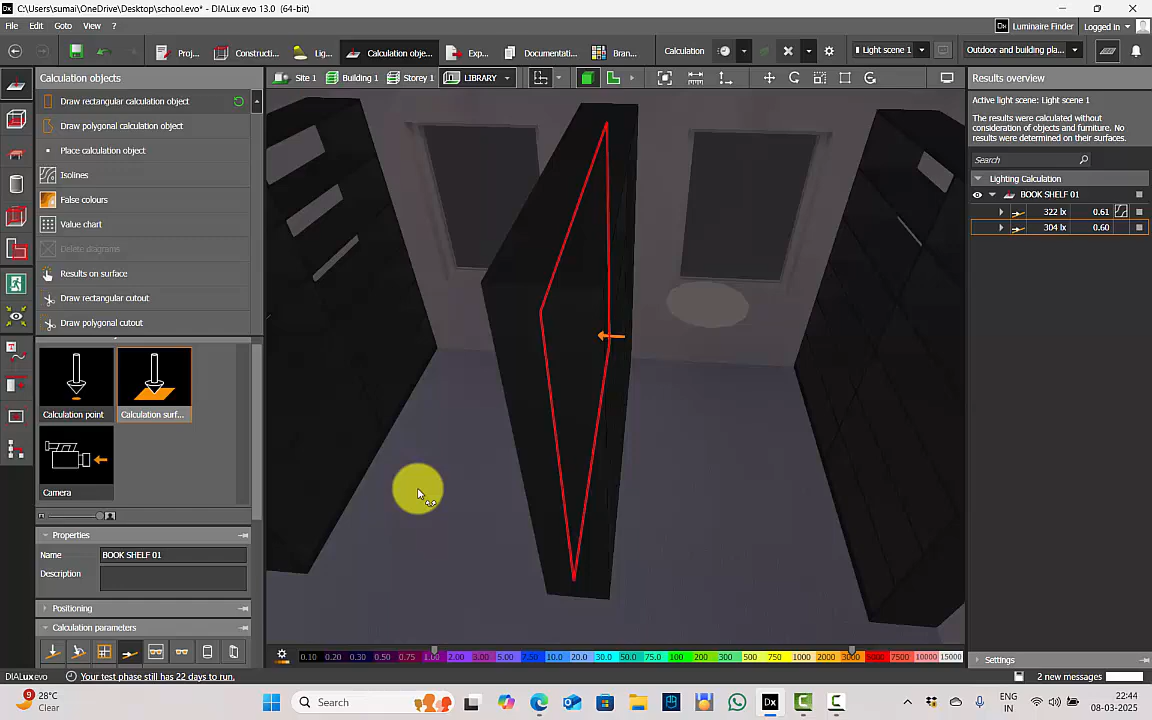 C:\Users\sumai\OneDrive\Desktop\school.evo* - DIALux evo 13.0 (64-bit)
File Edit Goto View ?
Luminaire Finder Logged in
Proj... Constructi... Lig... Calculation obje... Exp... Documentati... Bran... Calculation Light scene 1 Outdoor and building pla...
Calculation objects
Site 1 Building 1 Storey 1 LIBRARY
Results overview
Draw rectangular calculation object
Draw polygonal calculation object
Place calculation object
Isolines
False colours
Value chart
Delete diagrams
Results on surface
Draw rectangular cutout
Draw polygonal cutout
Active light scene: Light scene 1
The results were calculated without
consideration of objects and furniture. No
results were determined on their surfaces.
Search
Lighting Calculation
BOOK SHELF 01
322 lx 0.61
304 lx 0.60
Calculation point Calculation surf...
Camera
Properties
Name BOOK SHELF 01
Description
Positioning
Calculation parameters
0.10 0.20 0.30 0.50 0.75 1.00 2.00 3.00 5.00 7.50 10.0 20.0 30.0 50.0 75.0 100 200 300 500 750 1000 2000 3000 5000 7500 10000 15000
Settings
DIALux evo Your test phase still has 22 days to run. 2 new messages
9 28°C
Clear
Search
ENG
IN
22:44
08-03-2025